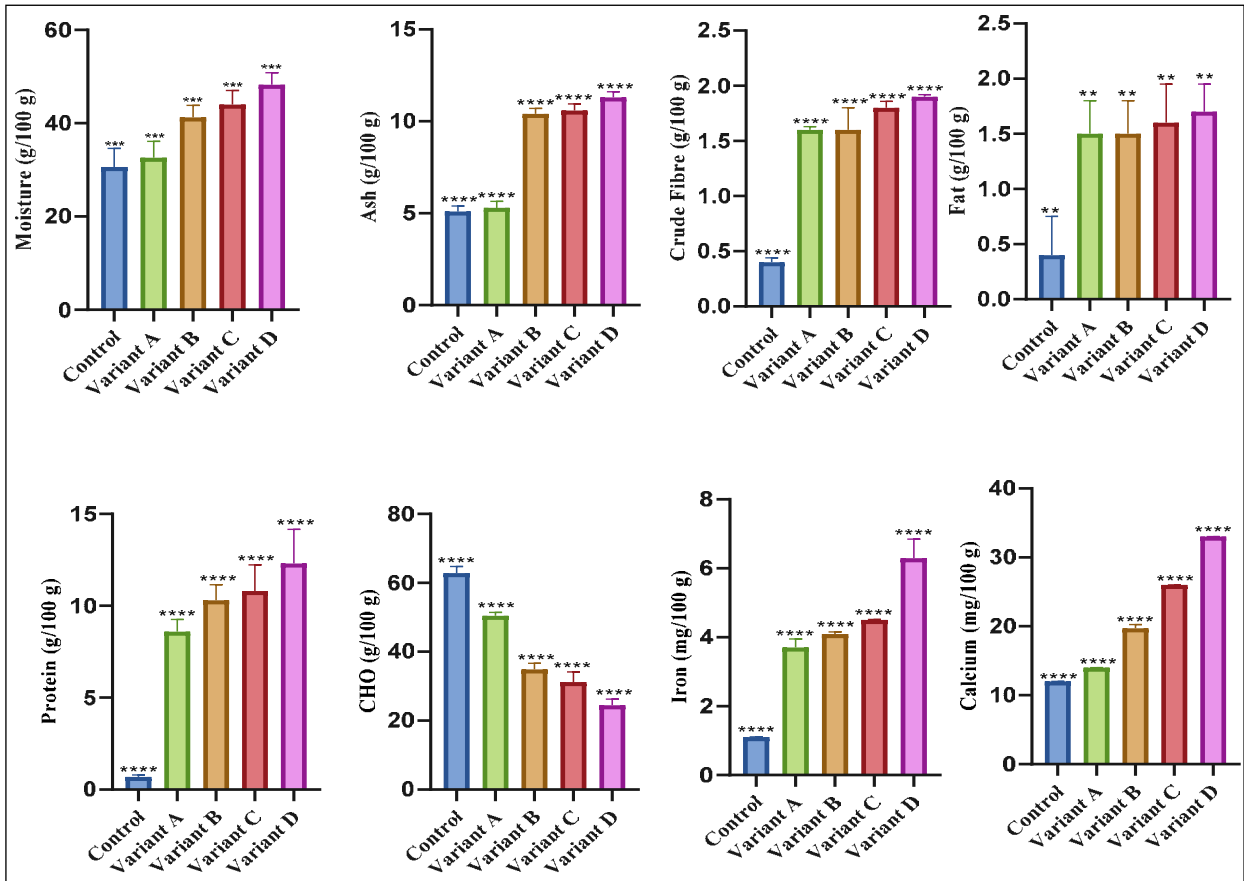 Moisture (g/100 g)
60
40
20
0
***
***
***
***
***
Control
Variant A
Variant B
Variant C
Variant D
Ash (g/100 g)
15
10
5
0
****
****
****
****
****
Control
Variant A
Variant B
Variant C
Variant D
Crude Fibre (g/100 g)
2.5
2.0
1.5
1.0
0.5
0.0
****
****
****
****
****
Control
Variant A
Variant B
Variant C
Variant D
Fat (g/100 g)
2.5
2.0
1.5
1.0
0.5
0.0
**
**
**
**
**
Control
Variant A
Variant B
Variant C
Variant D
Protein (g/100 g)
15
10
5
0
****
****
****
****
****
Control
Variant A
Variant B
Variant C
Variant D
CHO (g/100 g)
80
60
40
20
0
****
****
****
****
****
Control
Variant A
Variant B
Variant C
Variant D
Iron (mg/100 g)
8
6
4
2
0
****
****
****
****
****
Control
Variant A
Variant B
Variant C
Variant D
Calcium (mg/100 g)
40
30
20
10
0
****
****
****
****
****
Control
Variant A
Variant B
Variant C
Variant D